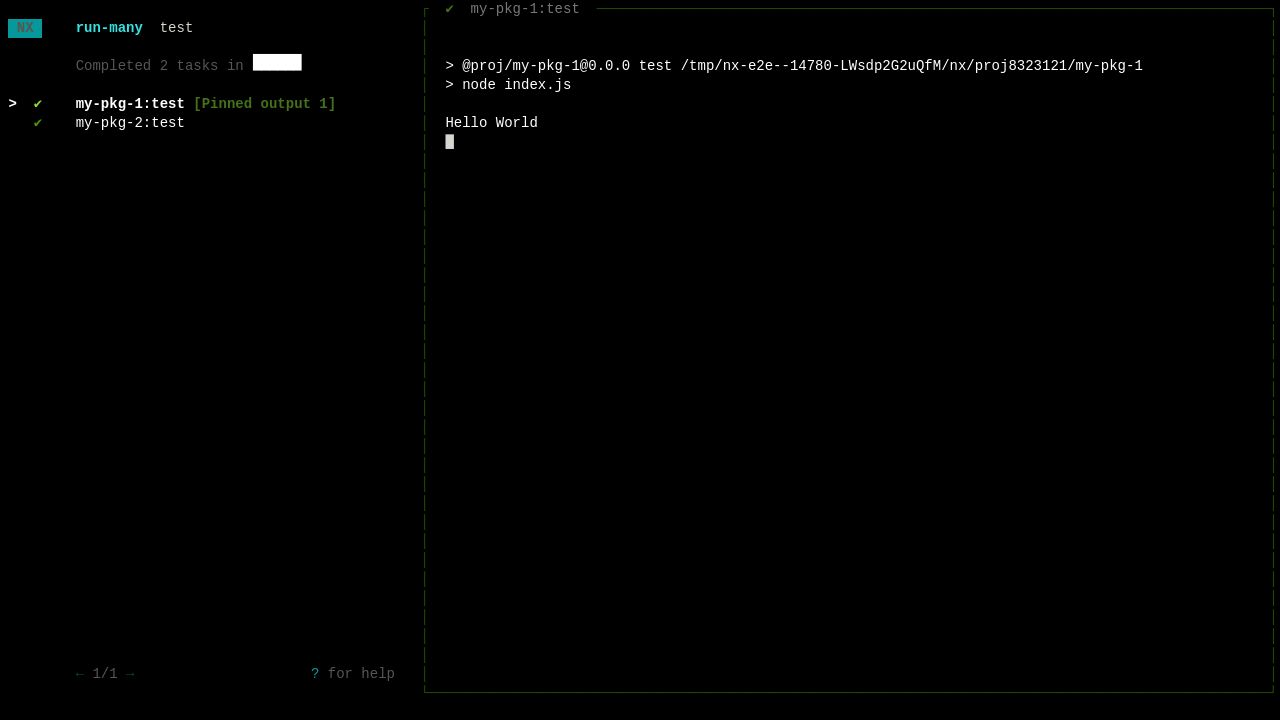 NX run-many test
Completed 2 tasks in
> ✔ my-pkg-1:test [Pinned output 1]
✔ my-pkg-2:test
← 1/1 → ? for help
✔ my-pkg-1:test
> @proj/my-pkg-1@0.0.0 test /tmp/nx-e2e--14780-LWsdp2G2uQfM/nx/proj8323121/my-pkg-1
> node index.js
Hello World